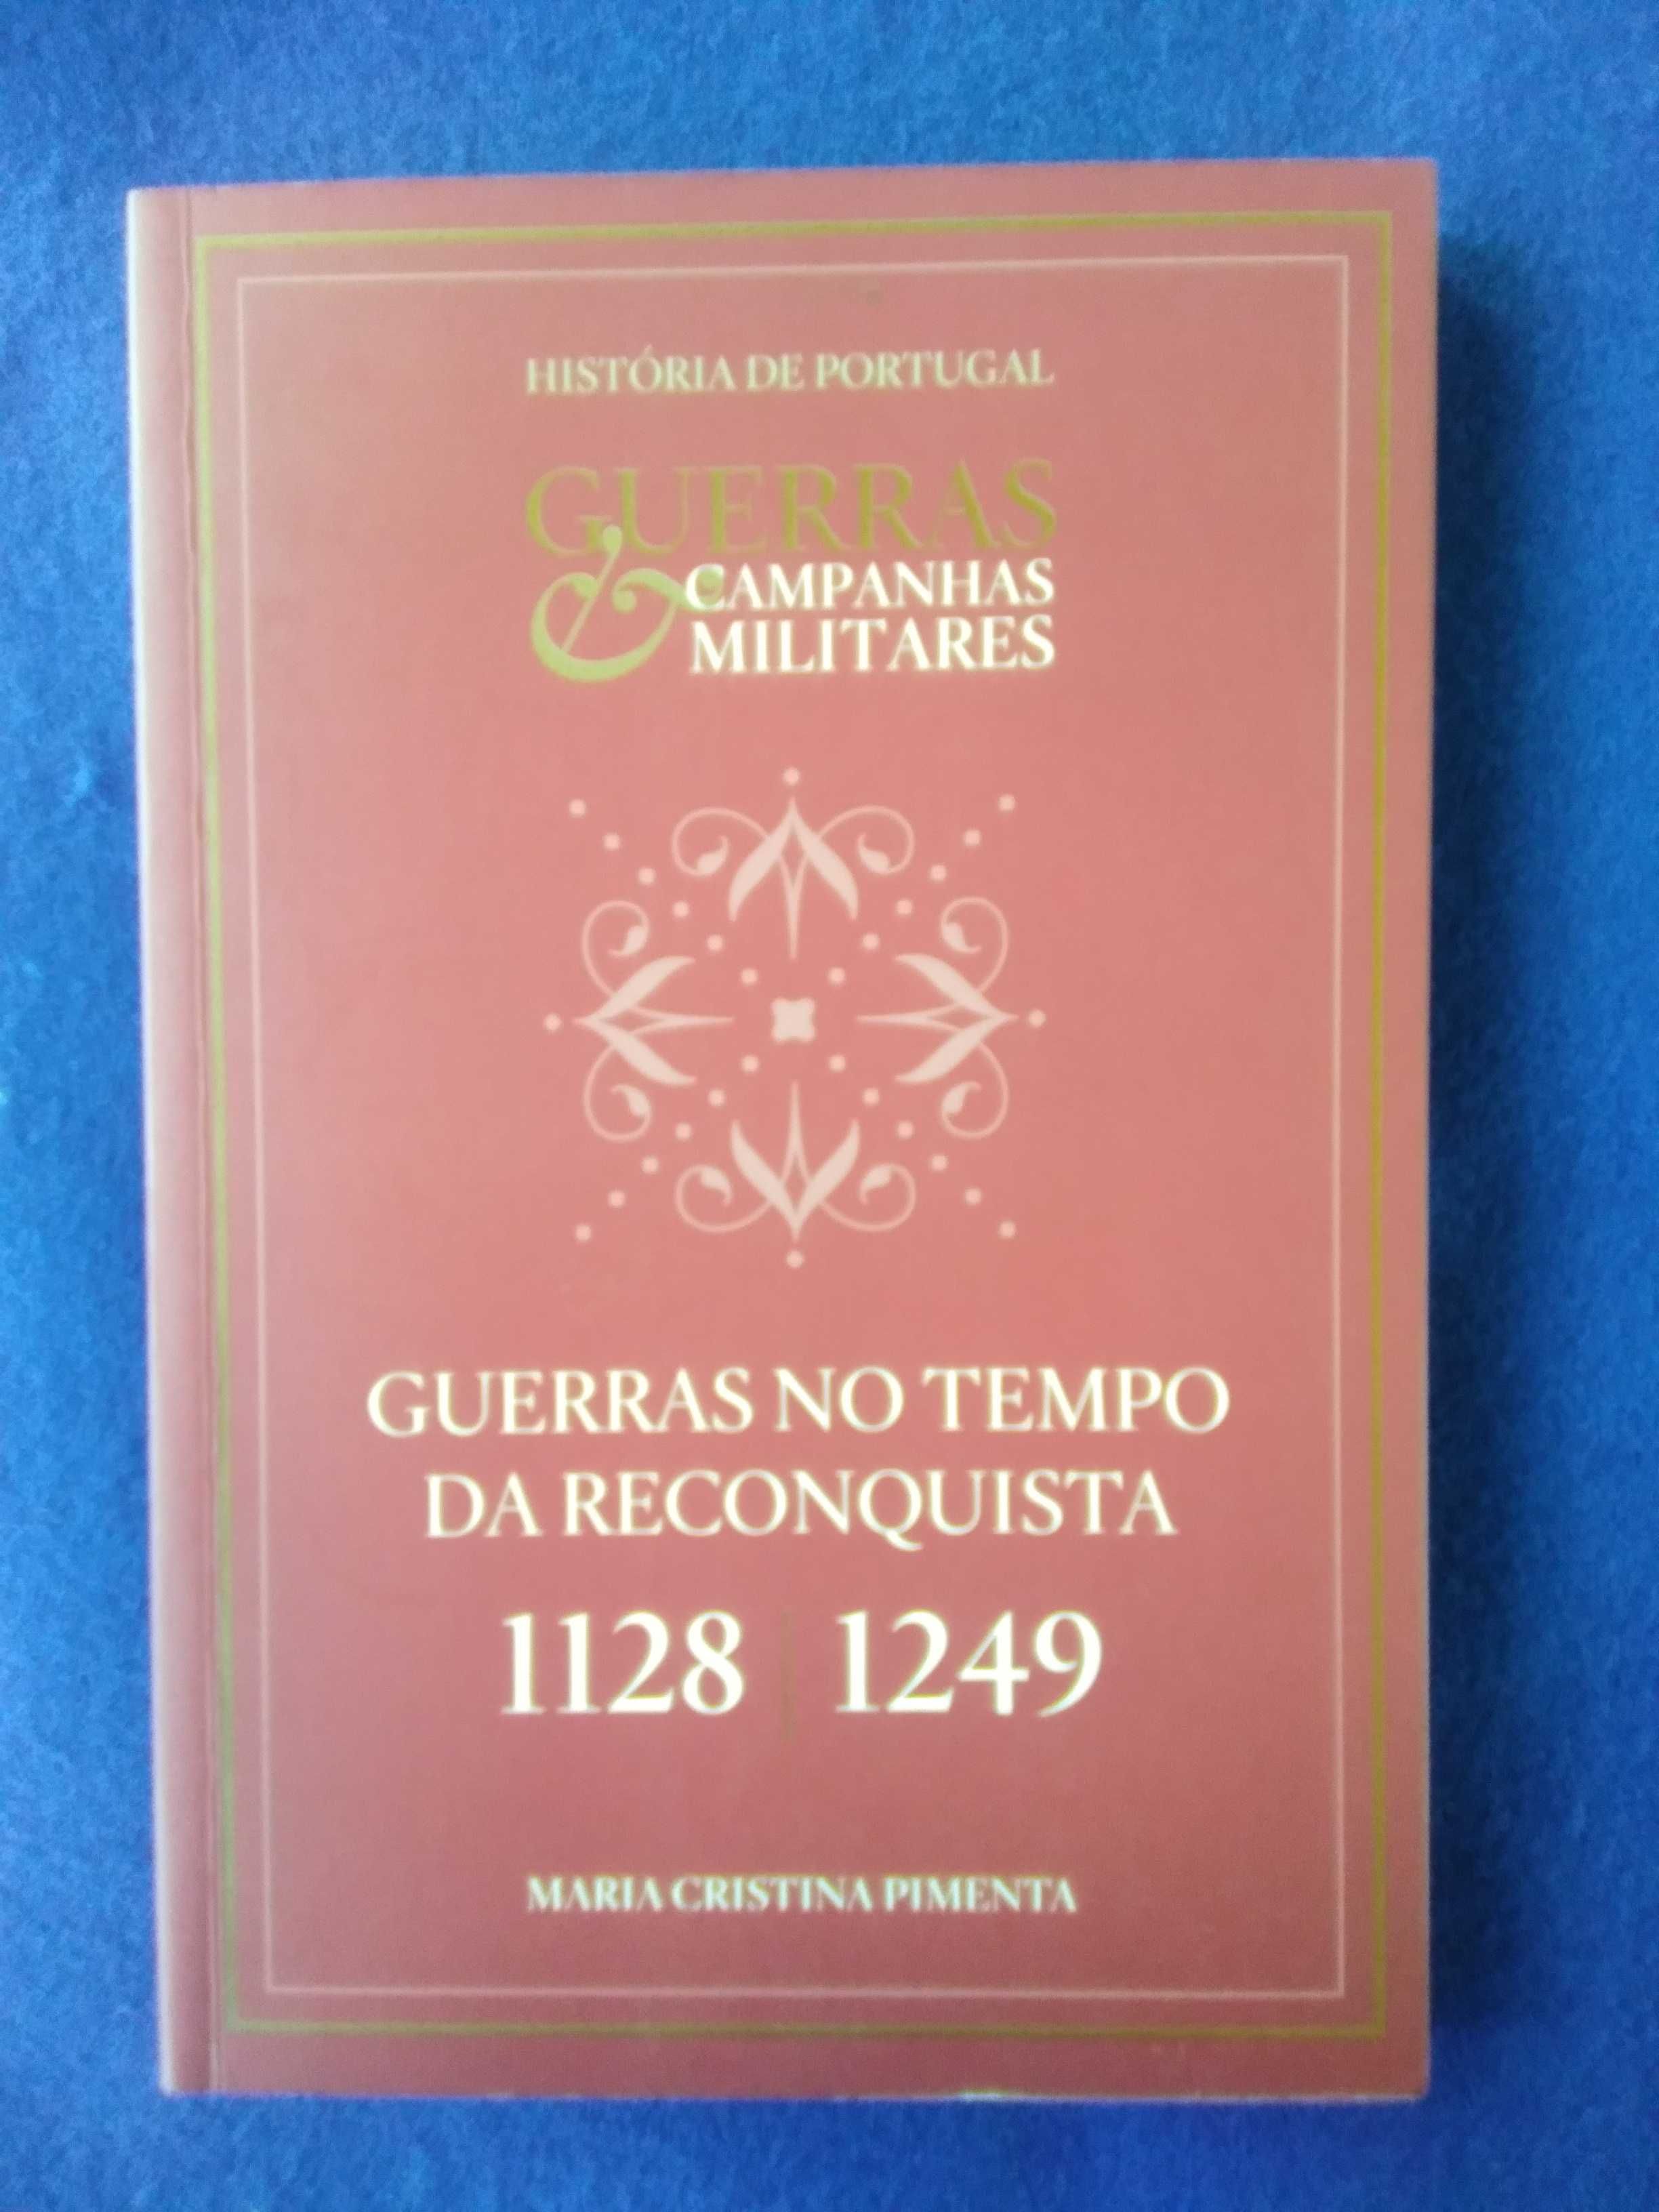 HISTÓRIA DE PORTUGAL
GUERRAS
& CAMPANHAS
MILITARES
GUERRAS NO TEMPO
DA RECONQUISTA
1128 | 1249
MARIA CRISTINA PIMENTA